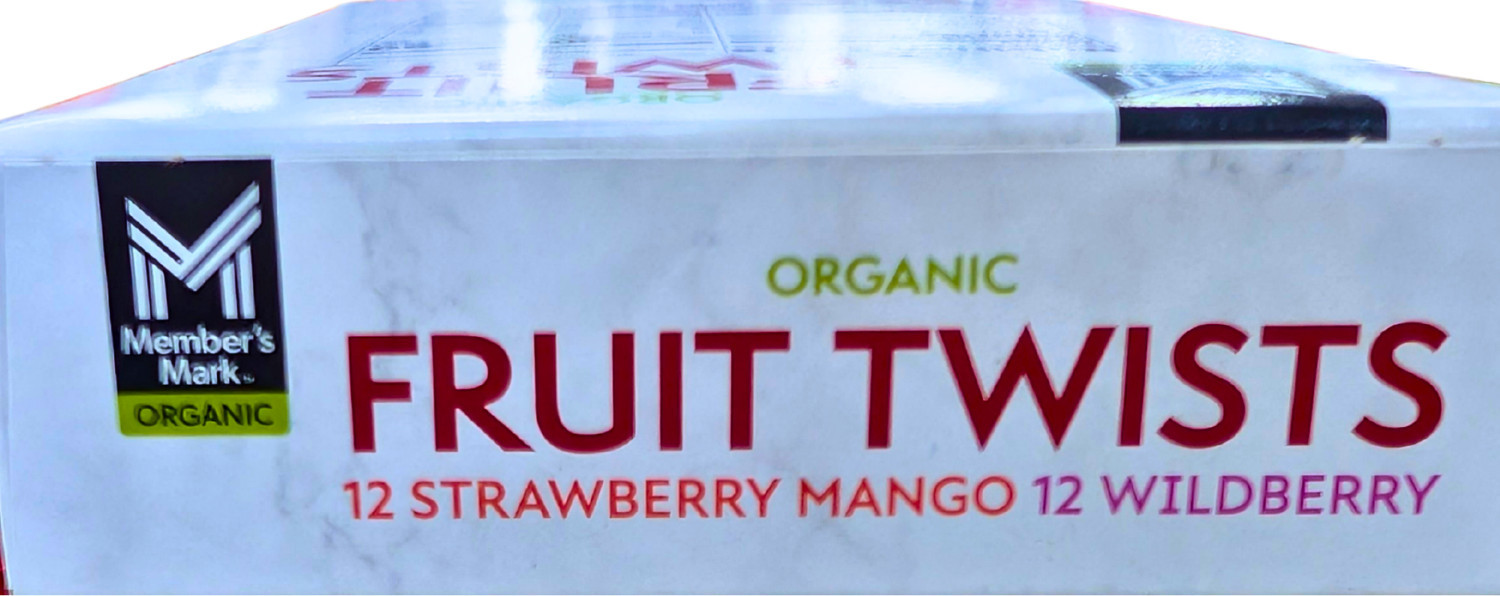 Member's
Mark
ORGANIC
ORGANIC
FRUIT TWISTS
12 STRAWBERRY MANGO 12 WILDBERRY